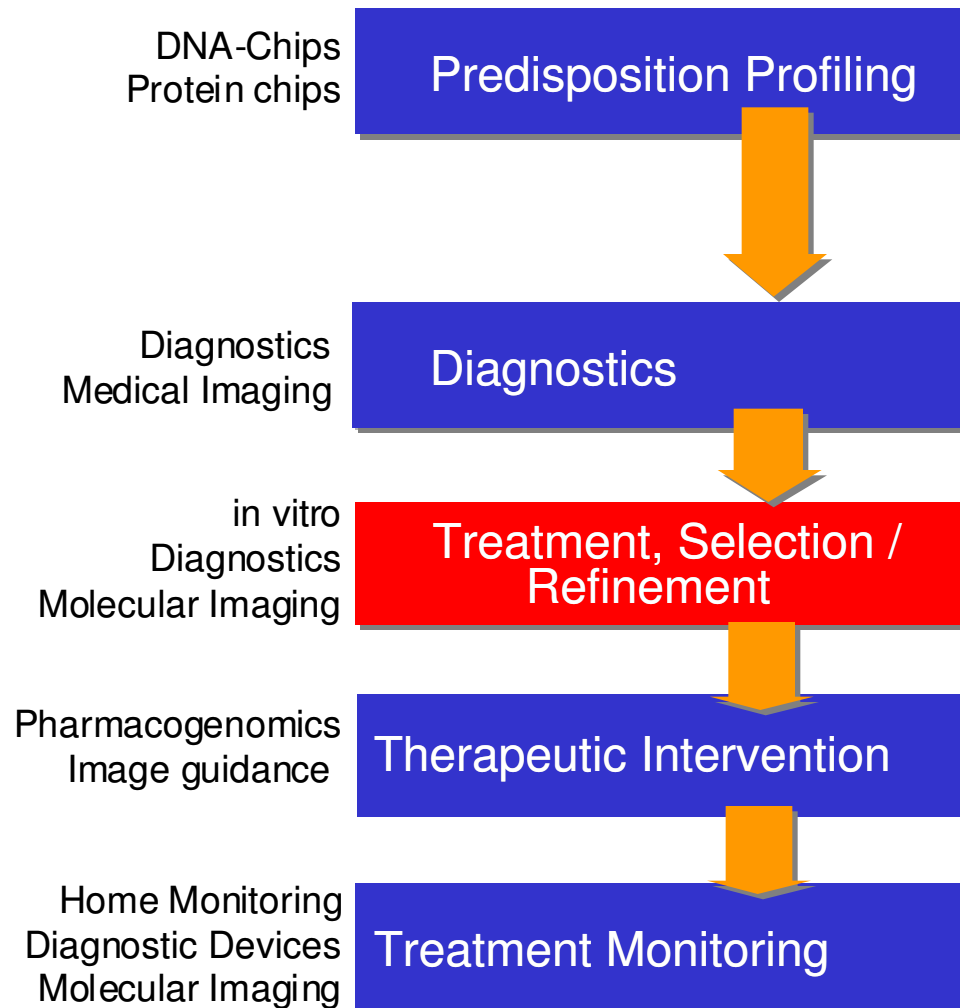 DNA-Chips
Protein chips
Predisposition Profiling
Diagnostics
Medical Imaging
Diagnostics
in vitro
Diagnostics
Molecular Imaging
Treatment, Selection /
Refinement
Pharmacogenomics
Image guidance
Therapeutic Intervention
Home Monitoring
Diagnostic Devices
Molecular Imaging
Treatment Monitoring